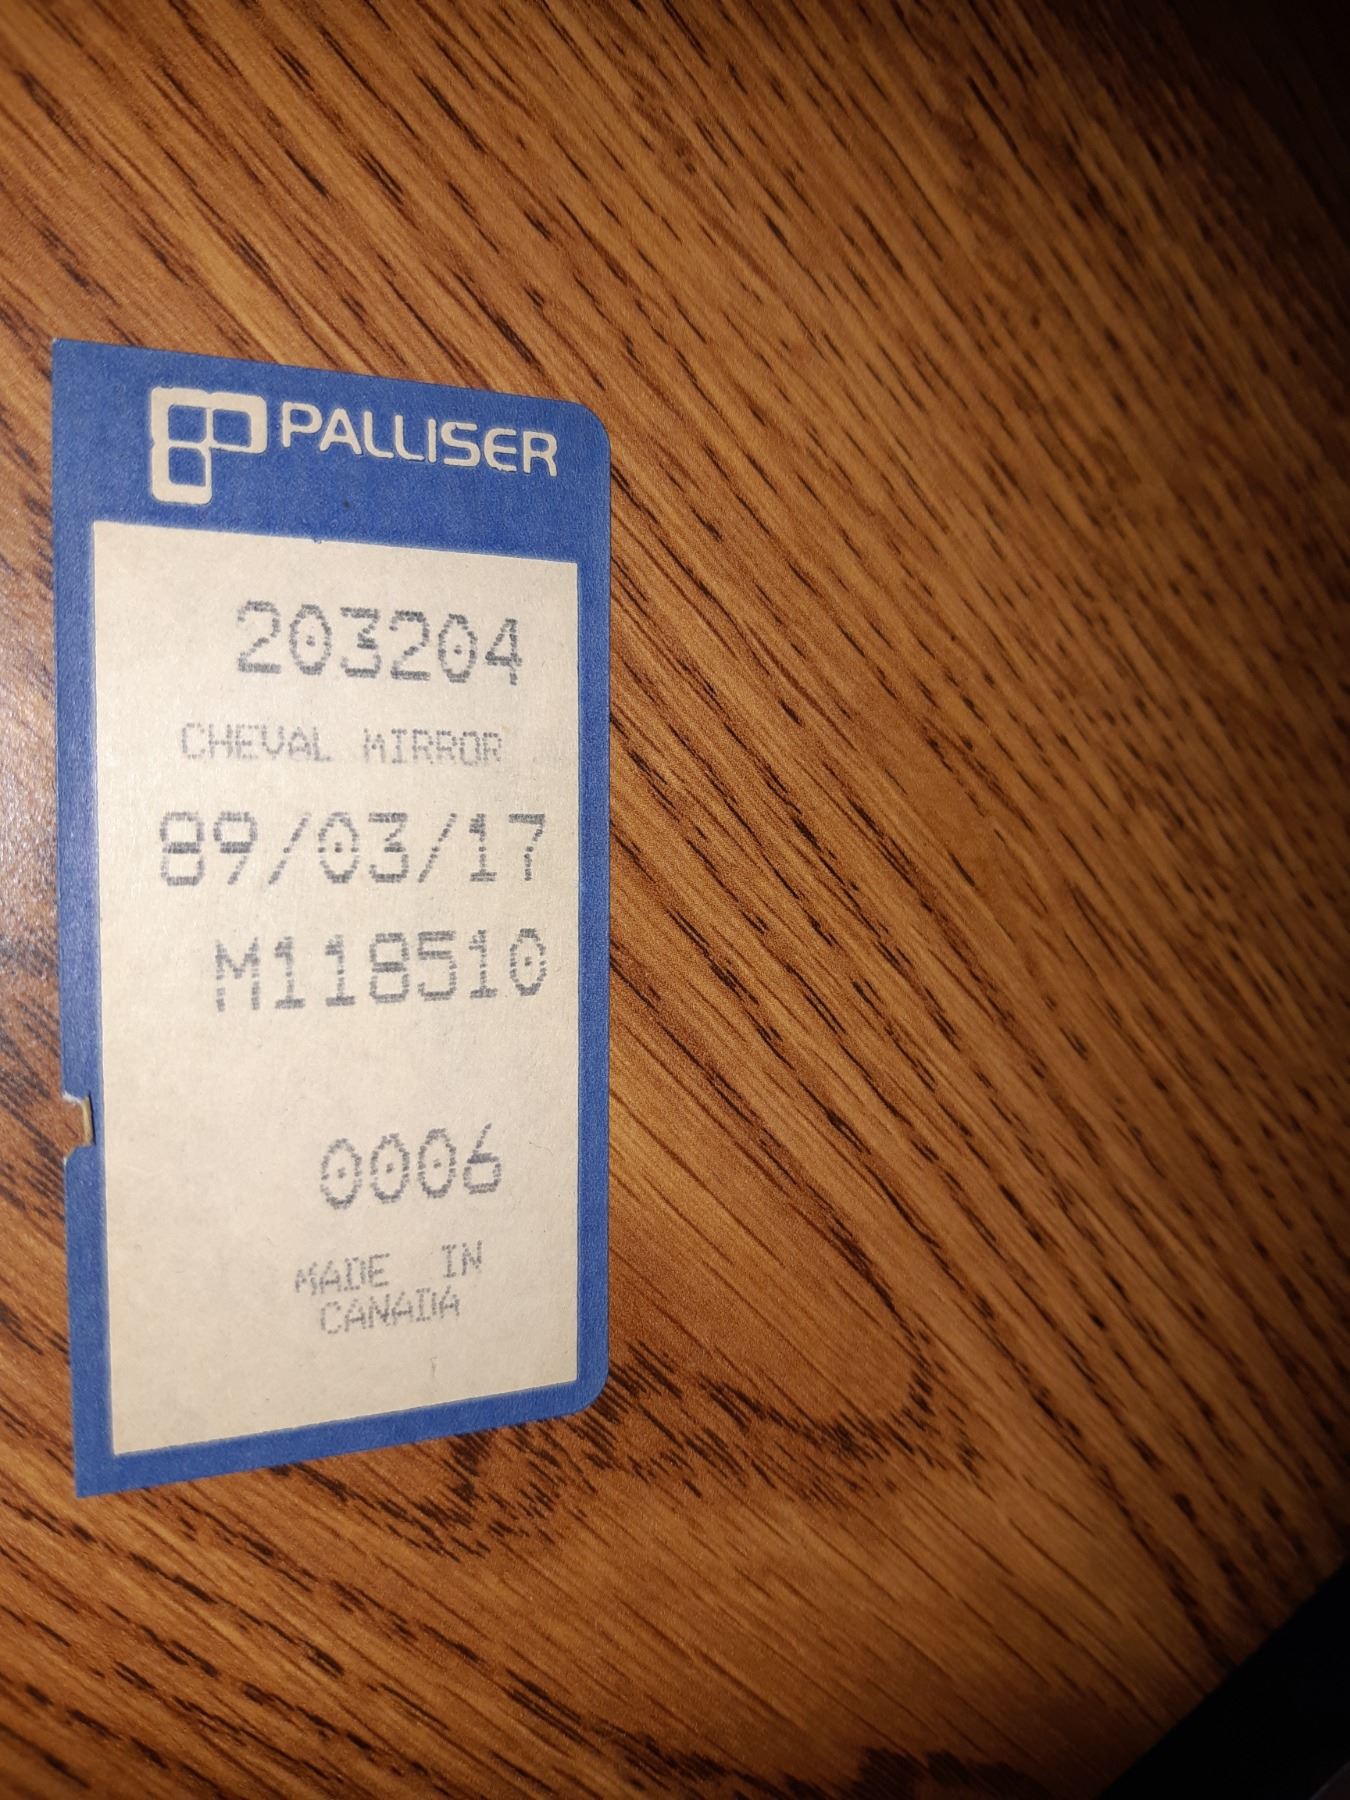 PALLISER
203204
CHEVAL MIRROR
89/03/17
M118510
0006
MADE IN
CANADA